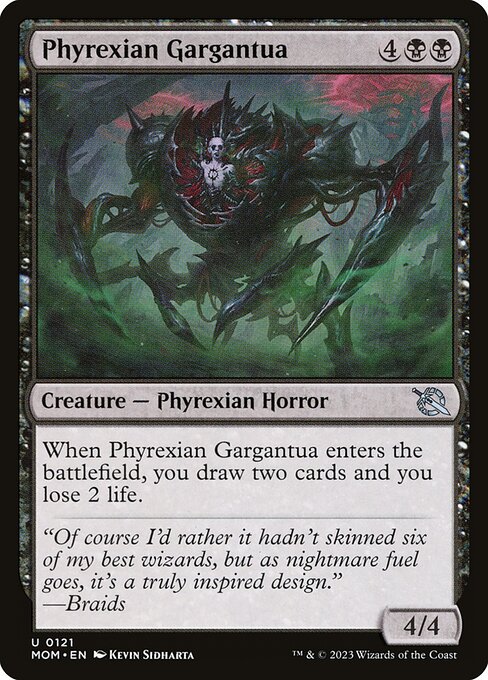 Phyrexian Gargantua 4
Creature — Phyrexian Horror
When Phyrexian Gargantua enters the
battlefield, you draw two cards and you
lose 2 life.
“Of course I’d rather it hadn’t skinned six
of my best wizards, but as nightmare fuel
goes, it’s a truly inspired design.”
—Braids
4/4
U 0121
MOM • EN Kevin Sidharta
™ & © 2023 Wizards of the Coast